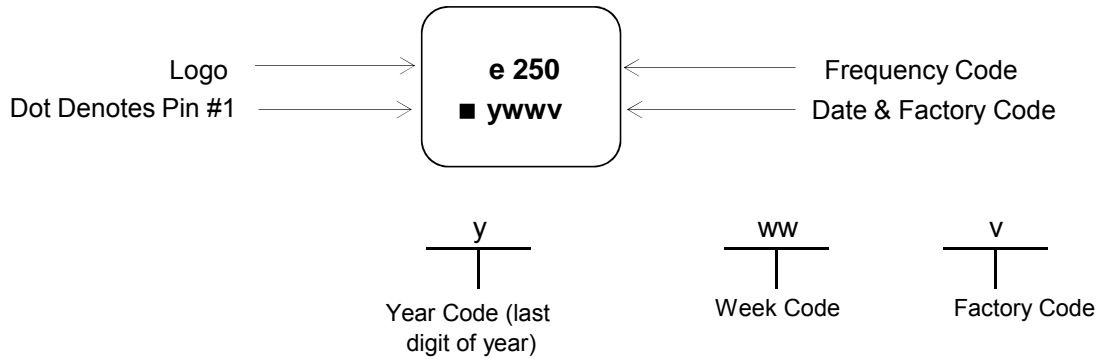 e 250
■ ywwv
Logo
Dot Denotes Pin #1
Frequency Code
Date & Factory Code
y
Year Code (last
digit of year)
ww
Week Code
v
Factory Code